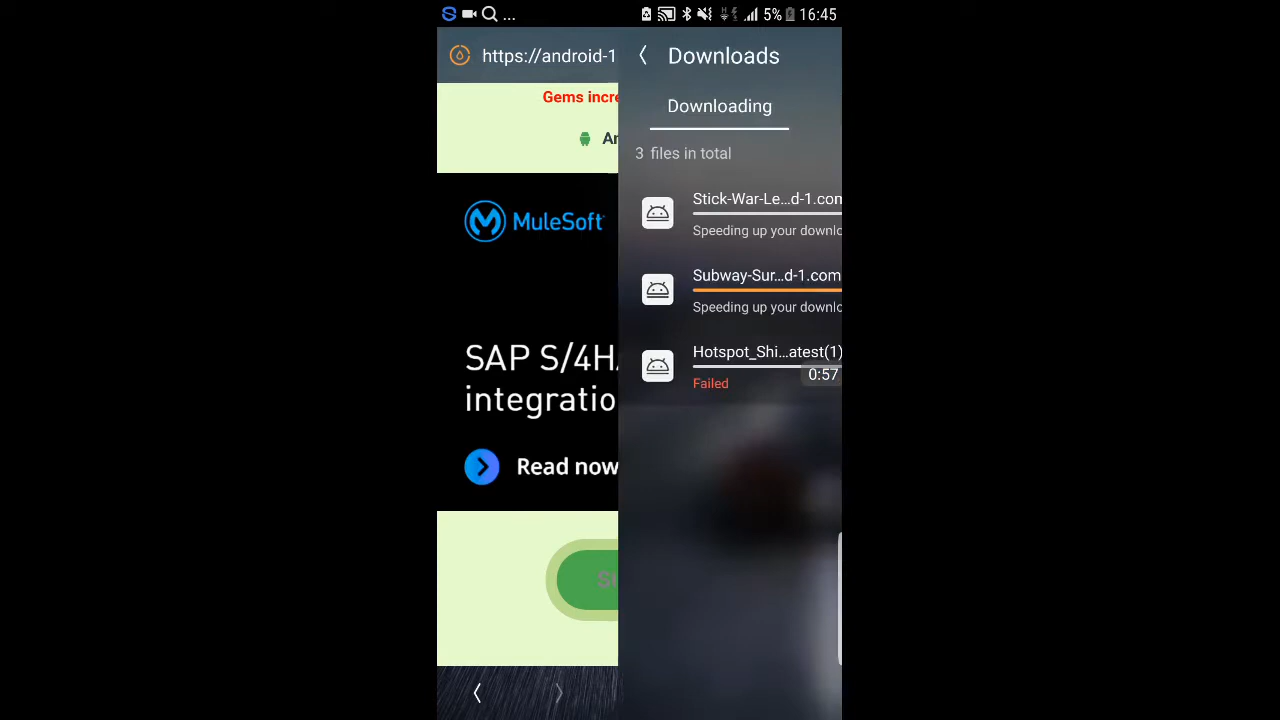 ... 5% 16:45
https://android-1
Gems incre
Ar
MuleSoft
SAP S/4H
integratio
Read now
Downloads
Downloading
3 files in total
Stick-War-Le...d-1.com
Speeding up your downlo
Subway-Sur...d-1.com
Speeding up your downlo
Hotspot_Shi...atest(1)
0:57
Failed